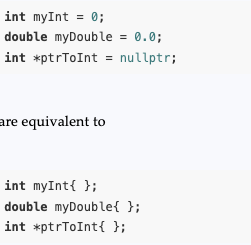 int myInt = 0;
double myDouble = 0.0;
int *ptrToInt = nullptr;
are equivalent to
int myInt{ };
double myDouble{ };
int *ptrToInt{ };